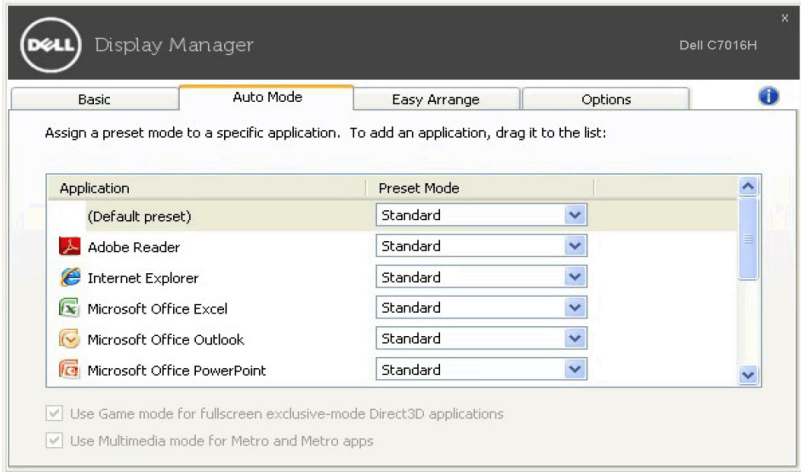 DELL Display Manager
x
Dell C7016H
Basic Auto Mode Easy Arrange Options i
Assign a preset mode to a specific application. To add an application, drag it to the list:
Application Preset Mode
(Default preset) Standard
Adobe Reader Standard
Internet Explorer Standard
Microsoft Office Excel Standard
Microsoft Office Outlook Standard
Microsoft Office PowerPoint Standard
Use Game mode for fullscreen exclusive-mode Direct3D applications
Use Multimedia mode for Metro and Metro apps